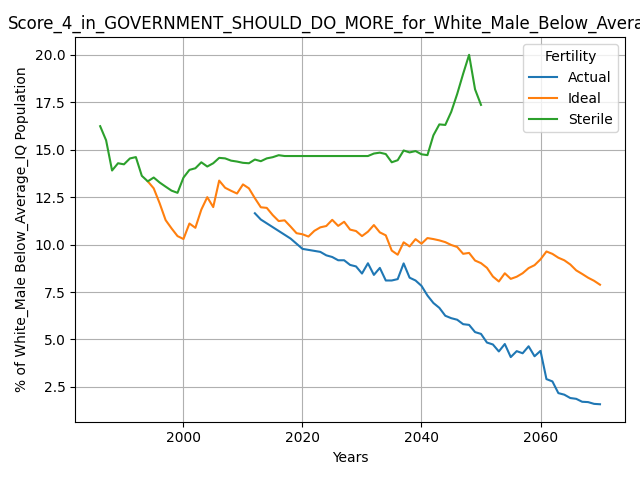 Score_4_in_GOVERNMENT_SHOULD_DO_MORE_for_White_Male_Below_Avera
% of White_Male Below_Average_IQ Population
20.0
17.5
15.0
12.5
10.0
7.5
5.0
2.5
Fertility
Actual
Ideal
Sterile
2000
2020
2040
2060
Years